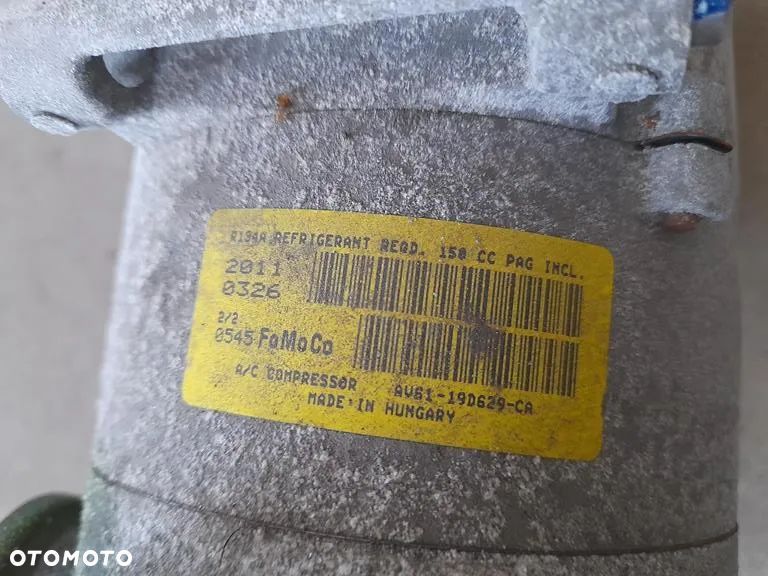 R134A REFRIGERANT REQD. 150 CC PAG INCL.
2011
0326
2/2
0545 FoMoCo
A/C COMPRESSOR AV61-19D629-CA
MADE IN HUNGARY
OTOMOTO